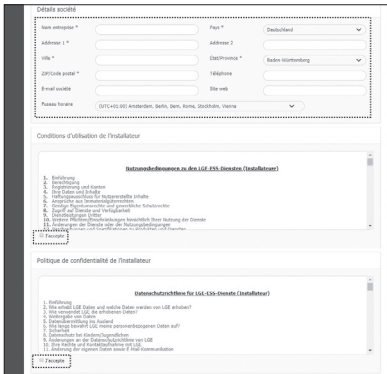 Détails société
Nom entreprise * Pays * Deutschland
Addresse 1 * Addresse 2
Ville * Etat/Province * Baden-Württemberg
ZIP/Code postal * Téléphone
E-mail société Site web
Fuseau horaire (UTC+01:00) Amsterdam, Berlin, Bern, Rome, Stockholm, Vienna
Conditions d'utilisation de l'installateur
Nutzungsbedingungen zu den LGE-ESS-Diensten (Installateur)
1. Einführung
2. Berechtigung
3. Registrierung und Konten
4. Ihre Daten und Inhalte
5. Haftungsausschluss für Nutzererstellte Inhalte
6. Ansprüche aus Immaterialgüterrechten
7. Geistige Eigentumsrechte und gewerbliche Schutzrechte
8. Zugriff auf Dienste und Verfügbarkeit
9. Dienstleistungen Dritter
10. Weitere Pflichten/Einschränkungen hinsichtlich Ihrer Nutzung der Dienste
11. Änderungen der Dienste oder der Nutzungsbedingungen
J'accepte
Politique de confidentialité de l'installateur
Datenschutzrichtlinie für LGE-ESS-Dienste (Installateur)
1. Einführung
2. Wie erhält LGE Daten und welche Daten werden von LGE erhoben?
3. Wie verwendet LGE die erhobenen Daten?
4. Weitergabe von Daten
5. Datenübermittlung ins Ausland
6. Wie lange bewahrt LGE meine personenbezogenen Daten auf?
7. Sicherheit
8. Datenschutz bei Kindern/Jugendlichen
9. Änderungen an der Datenschutzrichtlinie von LGE
10. Ihre Rechte und Kontaktaufnahme mit LGE
11. Änderung der eigenen Daten sowie E-Mail Kommunikation
J'accepte